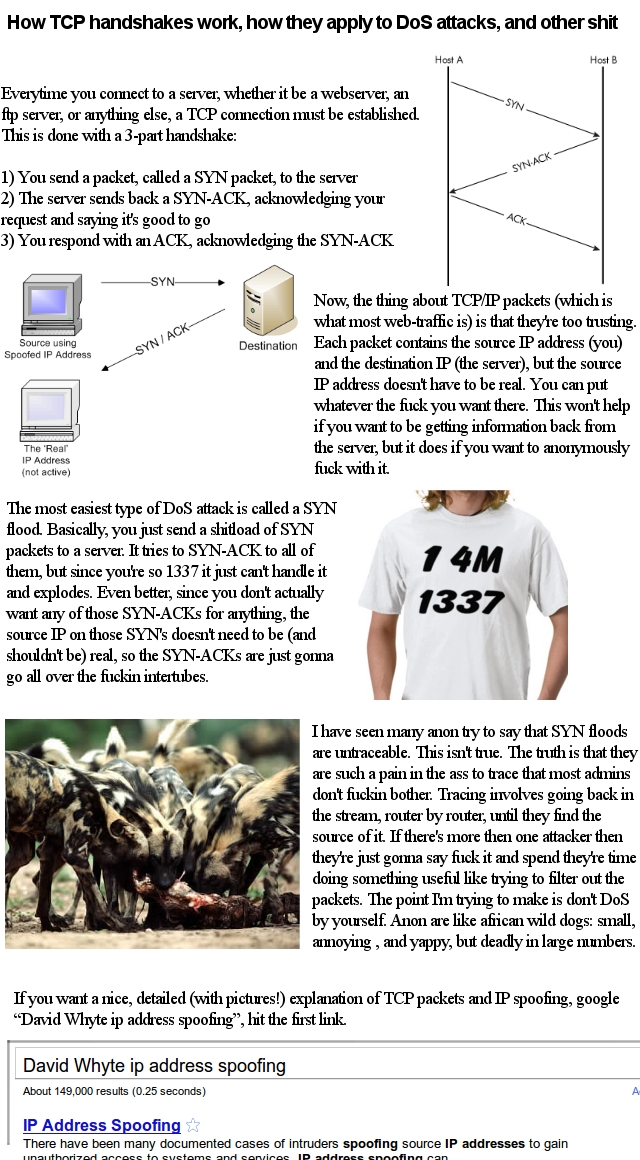 How TCP handshakes work, how they apply to DoS attacks, and other shit
Host A
Host B
SYN
SYN-ACK
ACK
Everytime you connect to a server, whether it be a webserver, an
ftp server, or anything else, a TCP connection must be established.
This is done with a 3-part handshake:
1) You send a packet, called a SYN packet, to the server
2) The server sends back a SYN-ACK, acknowledging your
request and saying it's good to go
3) You respond with an ACK, acknowledging the SYN-ACK
SYN
SYN / ACK
Source using
Spoofed IP Address
Destination
The 'Real'
IP Address
(not active)
Now, the thing about TCP/IP packets (which is
what most web-traffic is) is that they're too trusting.
Each packet contains the source IP address (you)
and the destination IP (the server), but the source
IP address doesn't have to be real. You can put
whatever the fuck you want there. This won't help
if you want to be getting information back from
the server, but it does if you want to anonymously
fuck with it.
The most easiest type of DoS attack is called a SYN
flood. Basically, you just send a shitload of SYN
packets to a server. It tries to SYN-ACK to all of
them, but since you're so 1337 it just can't handle it
and explodes. Even better, since you don't actually
want any of those SYN-ACKs for anything, the
source IP on those SYN's doesn't need to be (and
shouldn't be) real, so the SYN-ACKs are just gonna
go all over the fuckin intertubes.
1 4M
1337
I have seen many anon try to say that SYN floods
are untraceable. This isn't true. The truth is that they
are such a pain in the ass to trace that most admins
don't fuckin bother. Tracing involves going back in
the stream, router by router, until they find the
source of it. If there's more then one attacker then
they're just gonna say fuck it and spend they're time
doing something useful like trying to filter out the
packets. The point I'm trying to make is don't DoS
by yourself. Anon are like african wild dogs: small,
annoying , and yappy, but deadly in large numbers.
If you want a nice, detailed (with pictures!) explanation of TCP packets and IP spoofing, google
“David Whyte ip address spoofing”, hit the first link.
David Whyte ip address spoofing
About 149,000 results (0.25 seconds)
IP Address Spoofing
There have been many documented cases of intruders spoofing source IP addresses to gain
unauthorized access to systems and services. IP address spoofing can